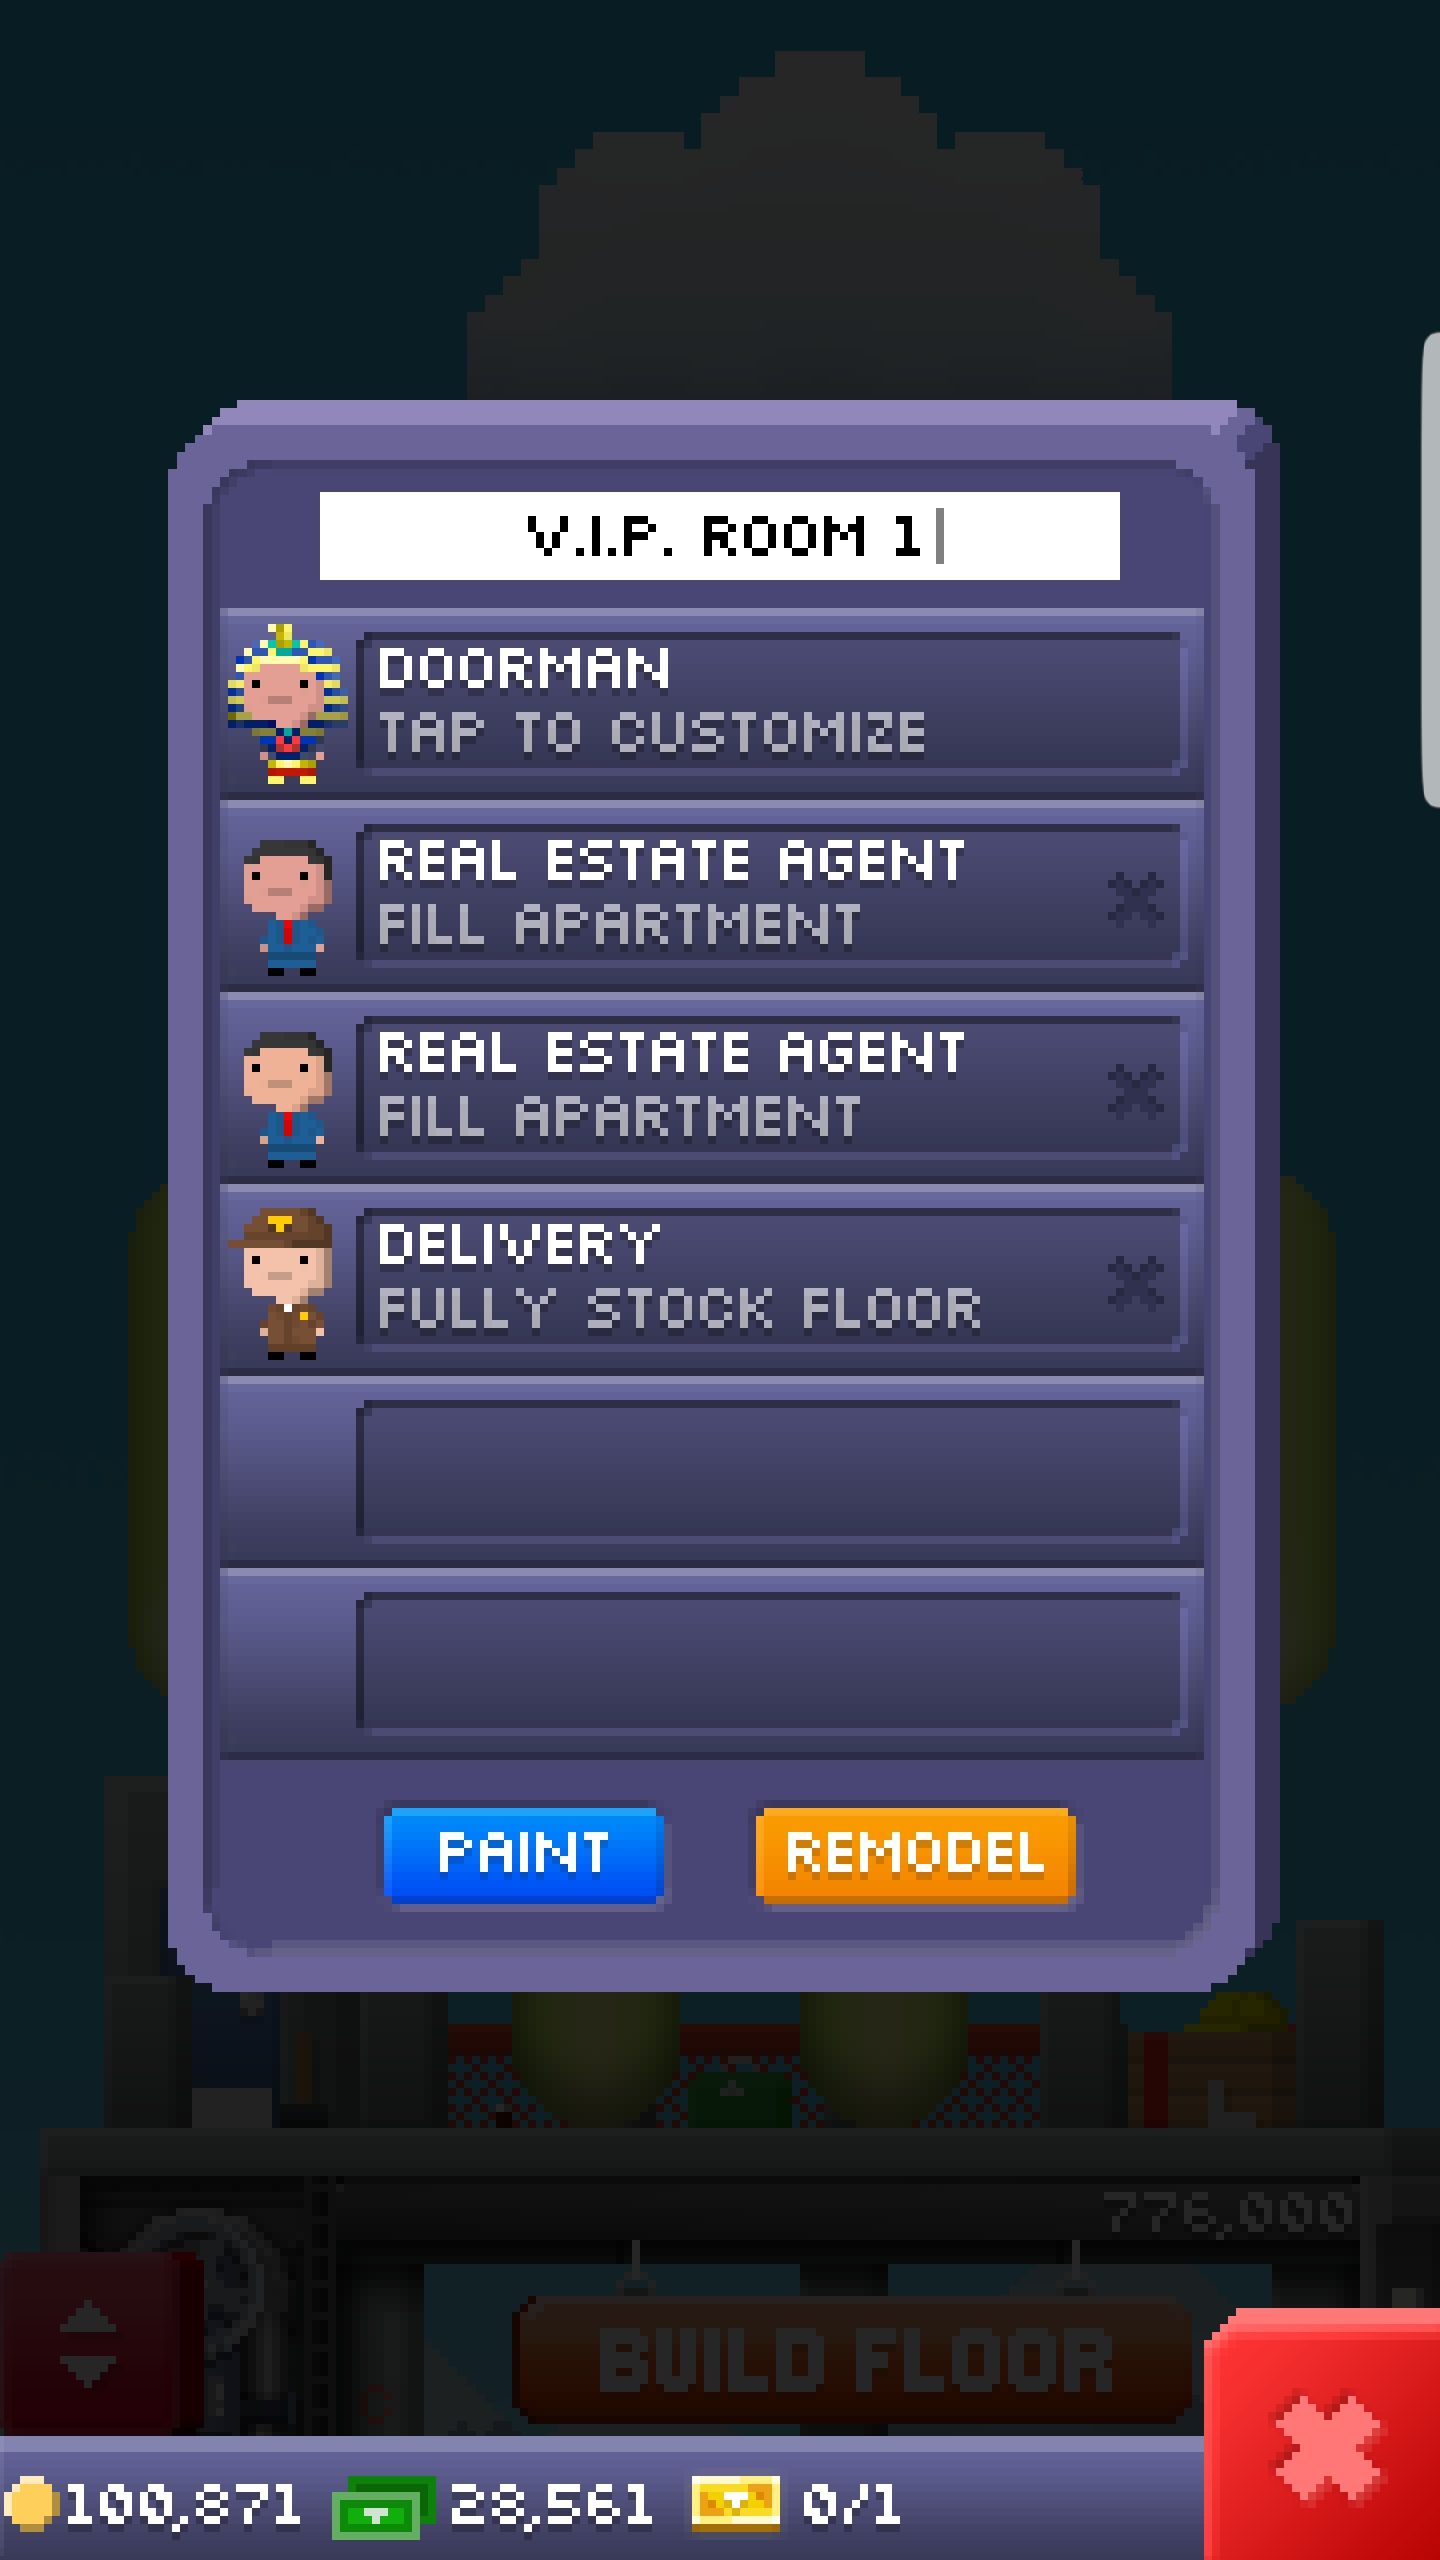 V.I.P. ROOM 1
DOORMAN
TAP TO CUSTOMIZE
REAL ESTATE AGENT
FILL APARTMENT
REAL ESTATE AGENT
FILL APARTMENT
DELIVERY
FULLY STOCK FLOOR
PAINT
REMODEL
776,000
BUILD FLOOR
100,871
28,561
0/1